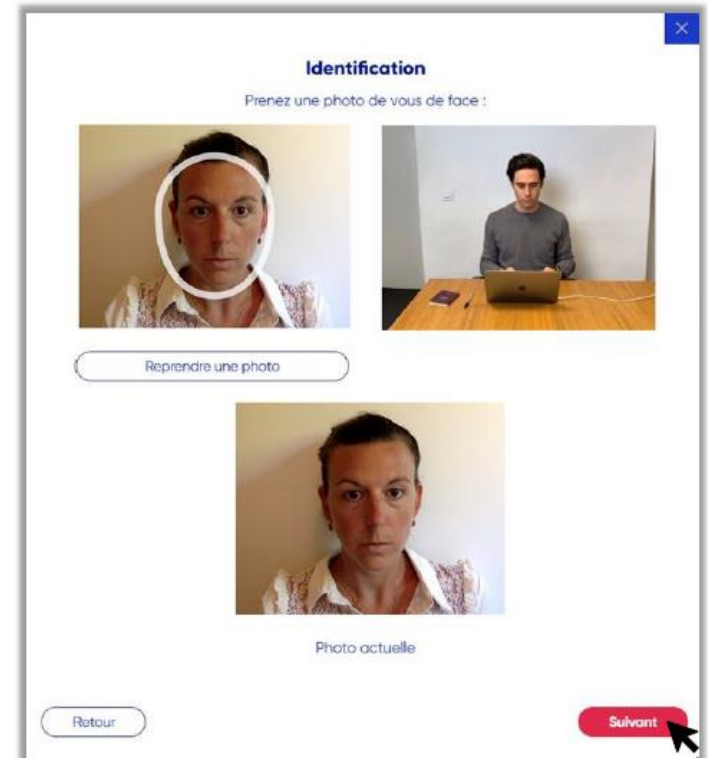 Identification
Prenez une photo de vous de face :
Reprendre une photo
Photo actuelle
Retour
Suivant